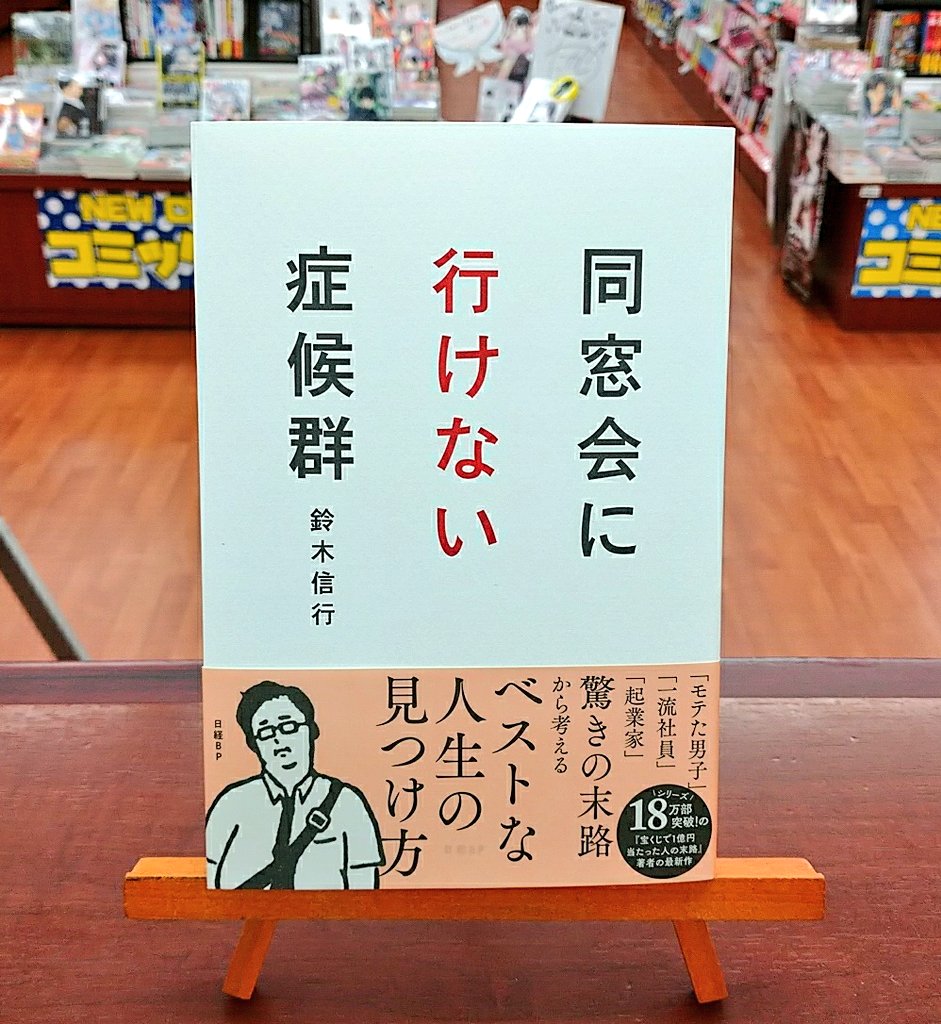 同窓会に
行けない
症候群
鈴木信行
「モテた男子」
「一流社員」
「起業家」
驚きの末路
から考える
ベストな
人生の
見つけ方
シリーズ
18万部
突破!の
『宝くじで1億円
当たった人の末路』
著者の最新作
日経BP
NEW
コミッ
NE
コミ